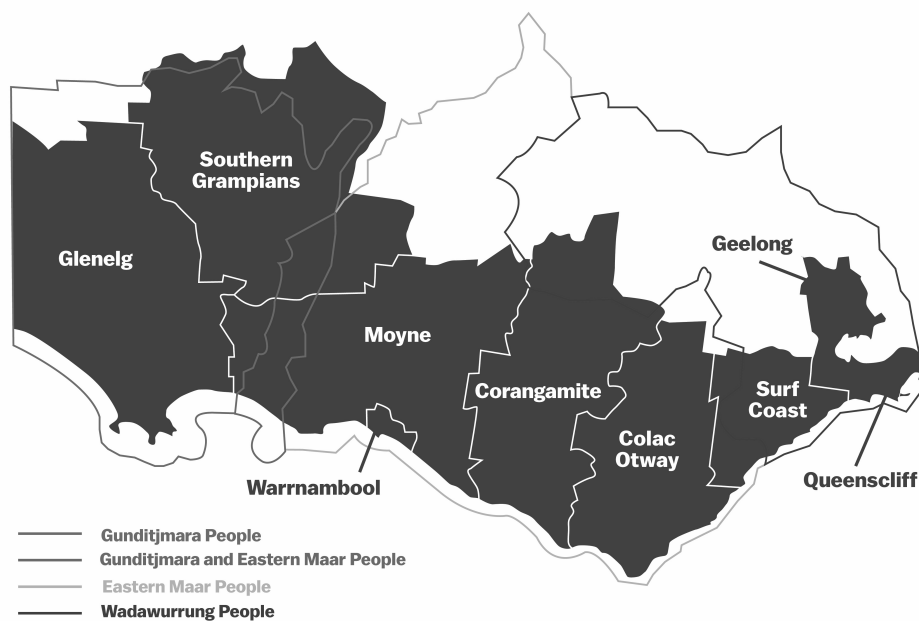 Southern
Grampians
Geelong
Glenelg
Moyne
Corangamite
Surf
Coast
Colac
Otway
Queenscliff
Warrnambool
Gunditjmara People
Gunditjmara and Eastern Maar People
Eastern Maar People
Wadawurrung People